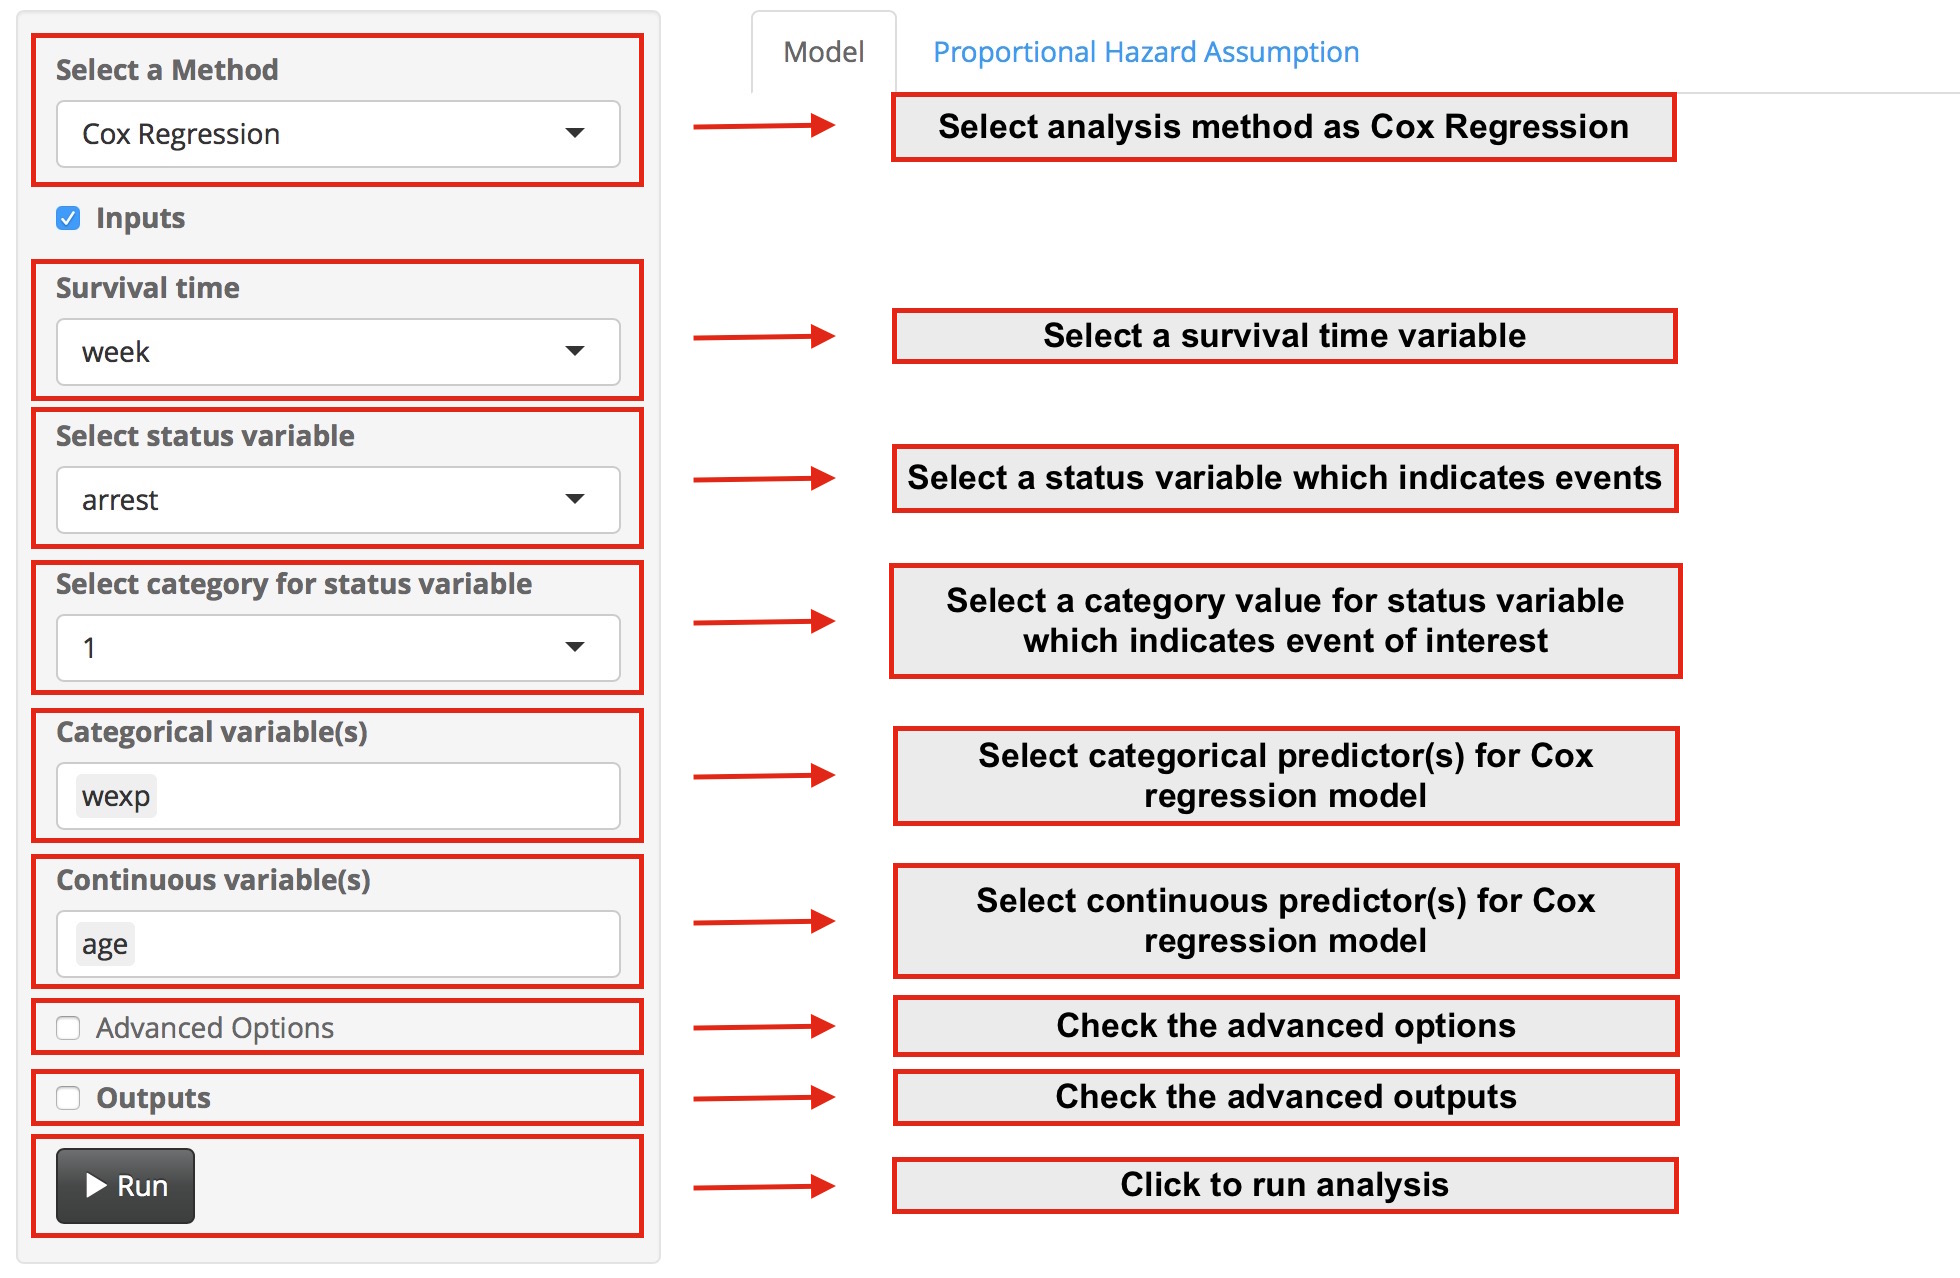 Model
Proportional Hazard Assumption
Select a Method
Cox Regression
Select analysis method as Cox Regression
Inputs
Survival time
week
Select a survival time variable
Select status variable
arrest
Select a status variable which indicates events
Select category for status variable
1
Select a category value for status variable
which indicates event of interest
Categorical variable(s)
wexp
Select categorical predictor(s) for Cox
regression model
Continuous variable(s)
age
Select continuous predictor(s) for Cox
regression model
Advanced Options
Check the advanced options
Outputs
Check the advanced outputs
Run
Click to run analysis